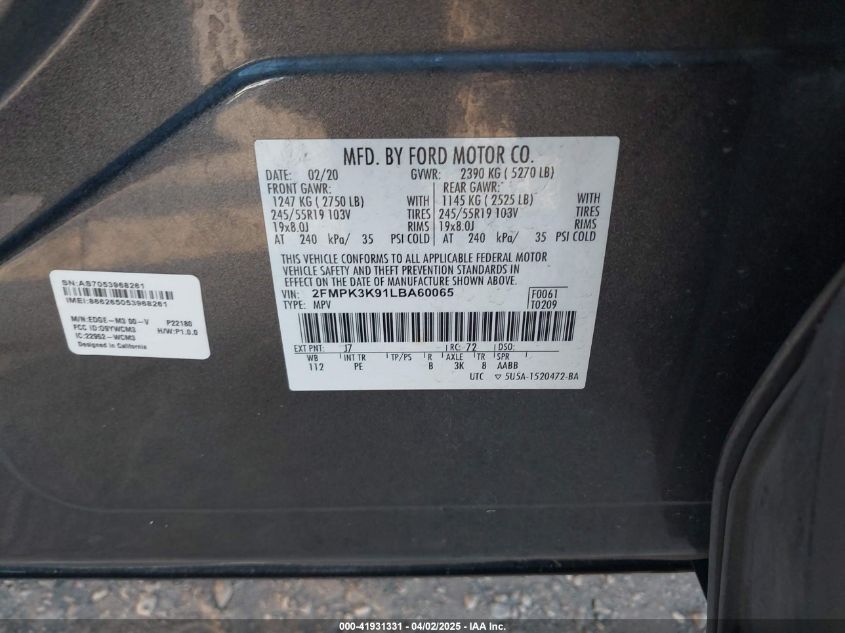 MFD. BY FORD MOTOR CO.
DATE: 02/20 GVWR: 2390 KG ( 5270 LB)
FRONT GAWR: REAR GAWR:
1247 KG ( 2750 LB) WITH 1145 KG ( 2525 LB) WITH
245/55R19 103V TIRES 245/55R19 103V TIRES
19x8.0J RIMS 19x8.0J RIMS
AT 240 kPa/ 35 PSI COLD AT 240 kPa/ 35 PSI COLD
THIS VEHICLE CONFORMS TO ALL APPLICABLE FEDERAL MOTOR
VEHICLE SAFETY AND THEFT PREVENTION STANDARDS IN
EFFECT ON THE DATE OF MANUFACTURE SHOWN ABOVE.
VIN: 2FMPK3K91LBA60065 F0061
TYPE: MPV T0209
EXT PNT: J7 RC: 72 DSO:
WB INT TR TP/PS R AXLE TR SPR
112 PE B 3K 8 AABB
UTC ▽ 5U5A-1520472-BA
SN:AS7053968261
IMEI:866265053968261
M/N:EDGE-M3 00-V P22180
FCC ID:O9YWCM3 H/W:P1.0.0
IC:22952-WCM3
Designed in California
000-41931331 / 04/02/2025 - IAA Inc.